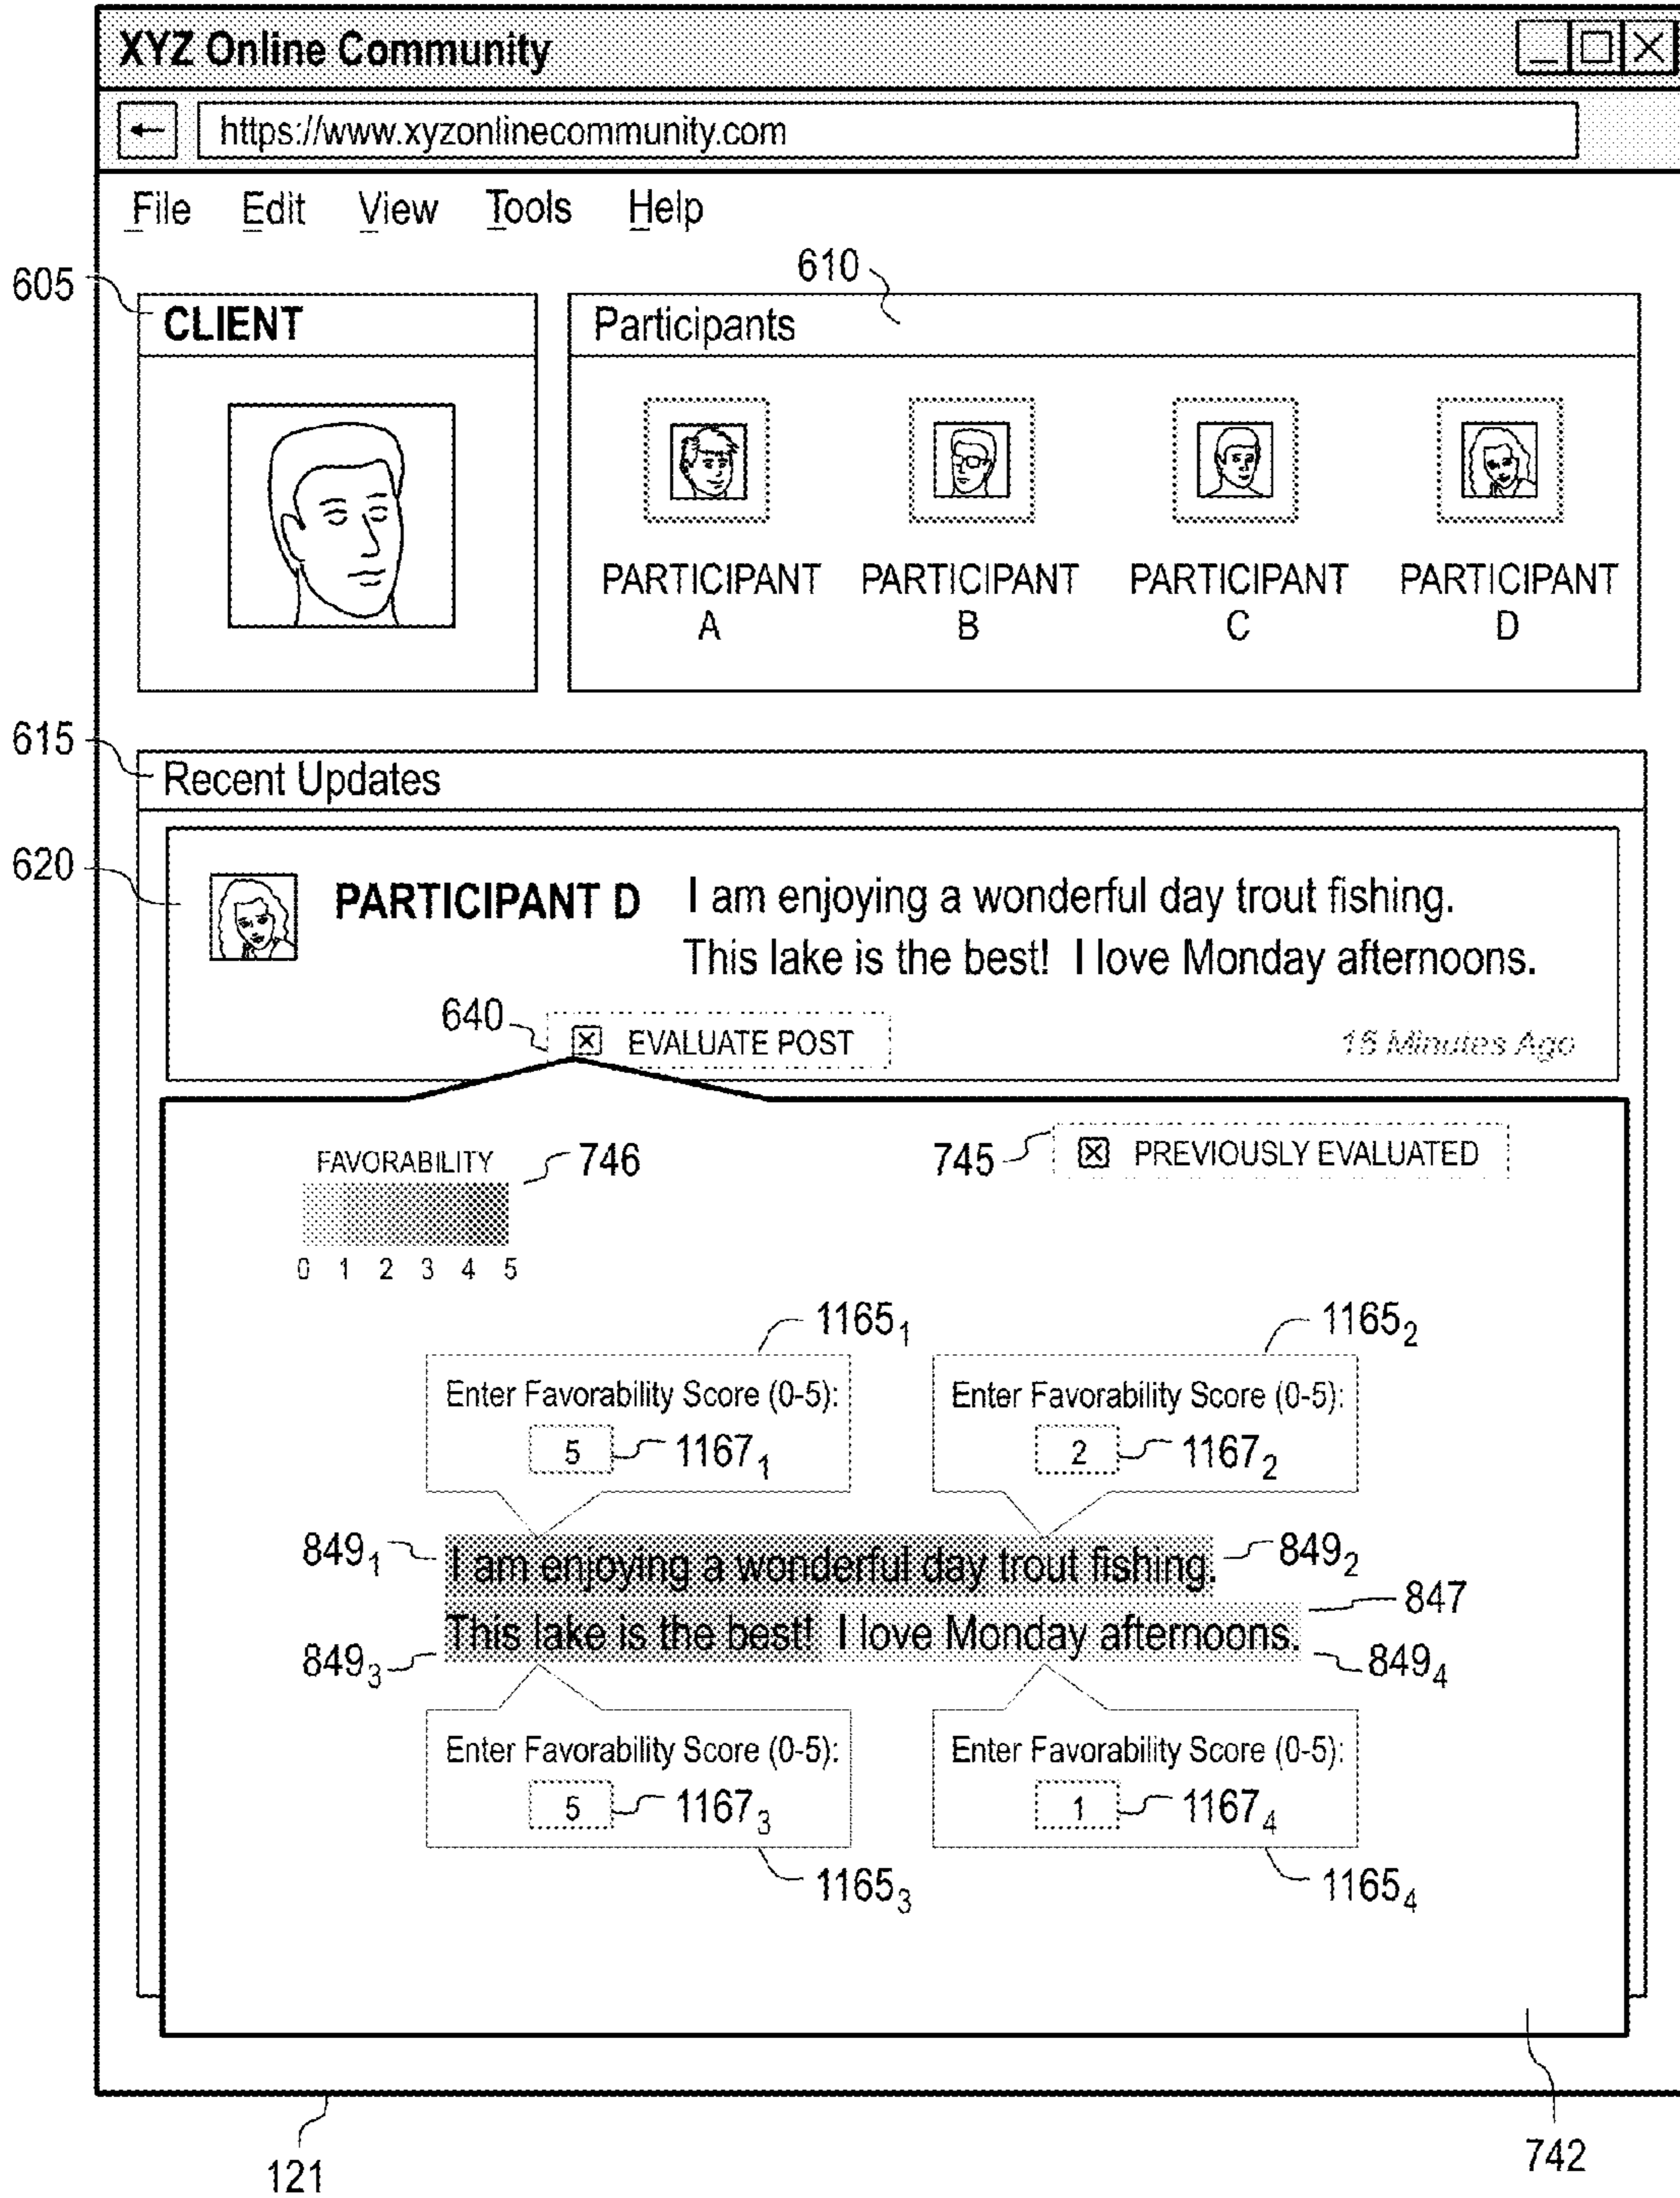 XYZ Online Community
https://www.xyzonlinecommunity.com
File Edit View Tools Help
610
605
CLIENT
Participants
PARTICIPANT A
PARTICIPANT B
PARTICIPANT C
PARTICIPANT D
615
Recent Updates
620
PARTICIPANT D
I am enjoying a wonderful day trout fishing.
This lake is the best! I love Monday afternoons.
640
EVALUATE POST
15 Minutes Ago
FAVORABILITY
746
745
PREVIOUSLY EVALUATED
0 1 2 3 4 5
1165₁
1165₂
Enter Favorability Score (0-5):
5
1167₁
Enter Favorability Score (0-5):
2
1167₂
849₁
I am enjoying a wonderful day trout fishing.
849₂
847
This lake is the best! I love Monday afternoons.
849₃
849₄
Enter Favorability Score (0-5):
5
1167₃
Enter Favorability Score (0-5):
1
1167₄
1165₃
1165₄
121
742